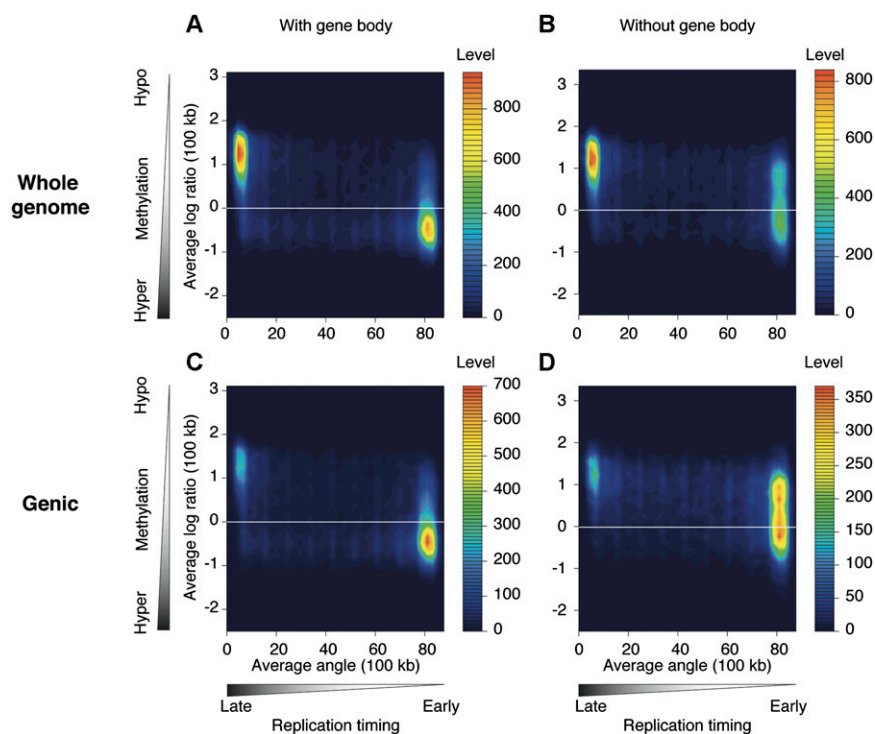 A
With gene body
B
Without gene body
Whole genome
Hypo
Methylation
Hyper
Average log ratio (100 kb)
3
2
1
0
-1
-2
0
20
40
60
80
Level
800
600
400
200
0
3
2
1
0
-1
-2
0
20
40
60
80
Level
800
600
400
200
0
C
D
Genic
Hypo
Methylation
Hyper
Average log ratio (100 kb)
3
2
1
0
-1
-2
0
20
40
60
80
Average angle (100 kb)
Late
Early
Replication timing
Level
700
600
500
400
300
200
100
0
3
2
1
0
-1
-2
0
20
40
60
80
Average angle (100 kb)
Late
Early
Replication timing
Level
350
300
250
200
150
100
50
0